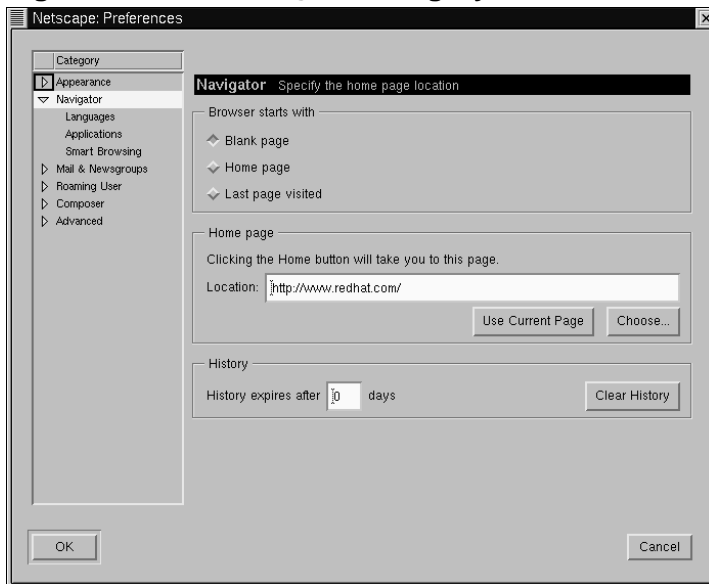 Netscape: Preferences
Category
Appearance
Navigator
Languages
Applications
Smart Browsing
Mail & Newsgroups
Roaming User
Composer
Advanced
Navigator Specify the home page location
Browser starts with
Blank page
Home page
Last page visited
Home page
Clicking the Home button will take you to this page.
Location: http://www.redhat.com/
Use Current Page Choose...
History
History expires after 0 days Clear History
OK Cancel